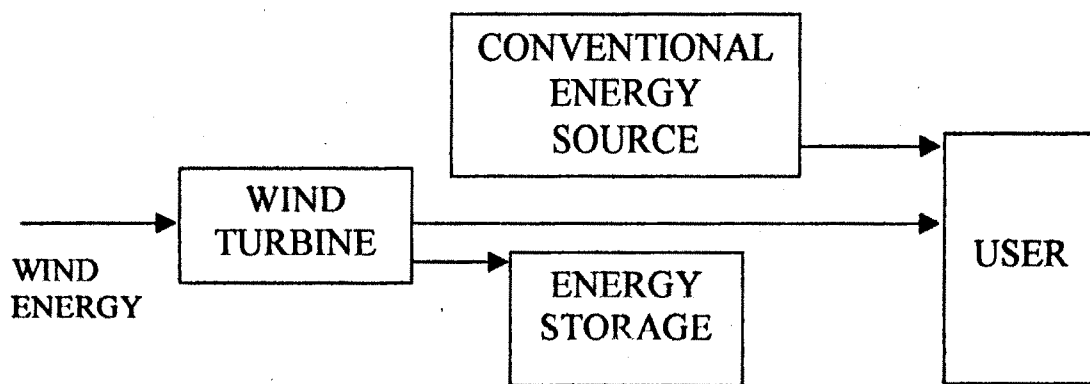 CONVENTIONAL
ENERGY
SOURCE
WIND
TURBINE
WIND
ENERGY
ENERGY
STORAGE
USER